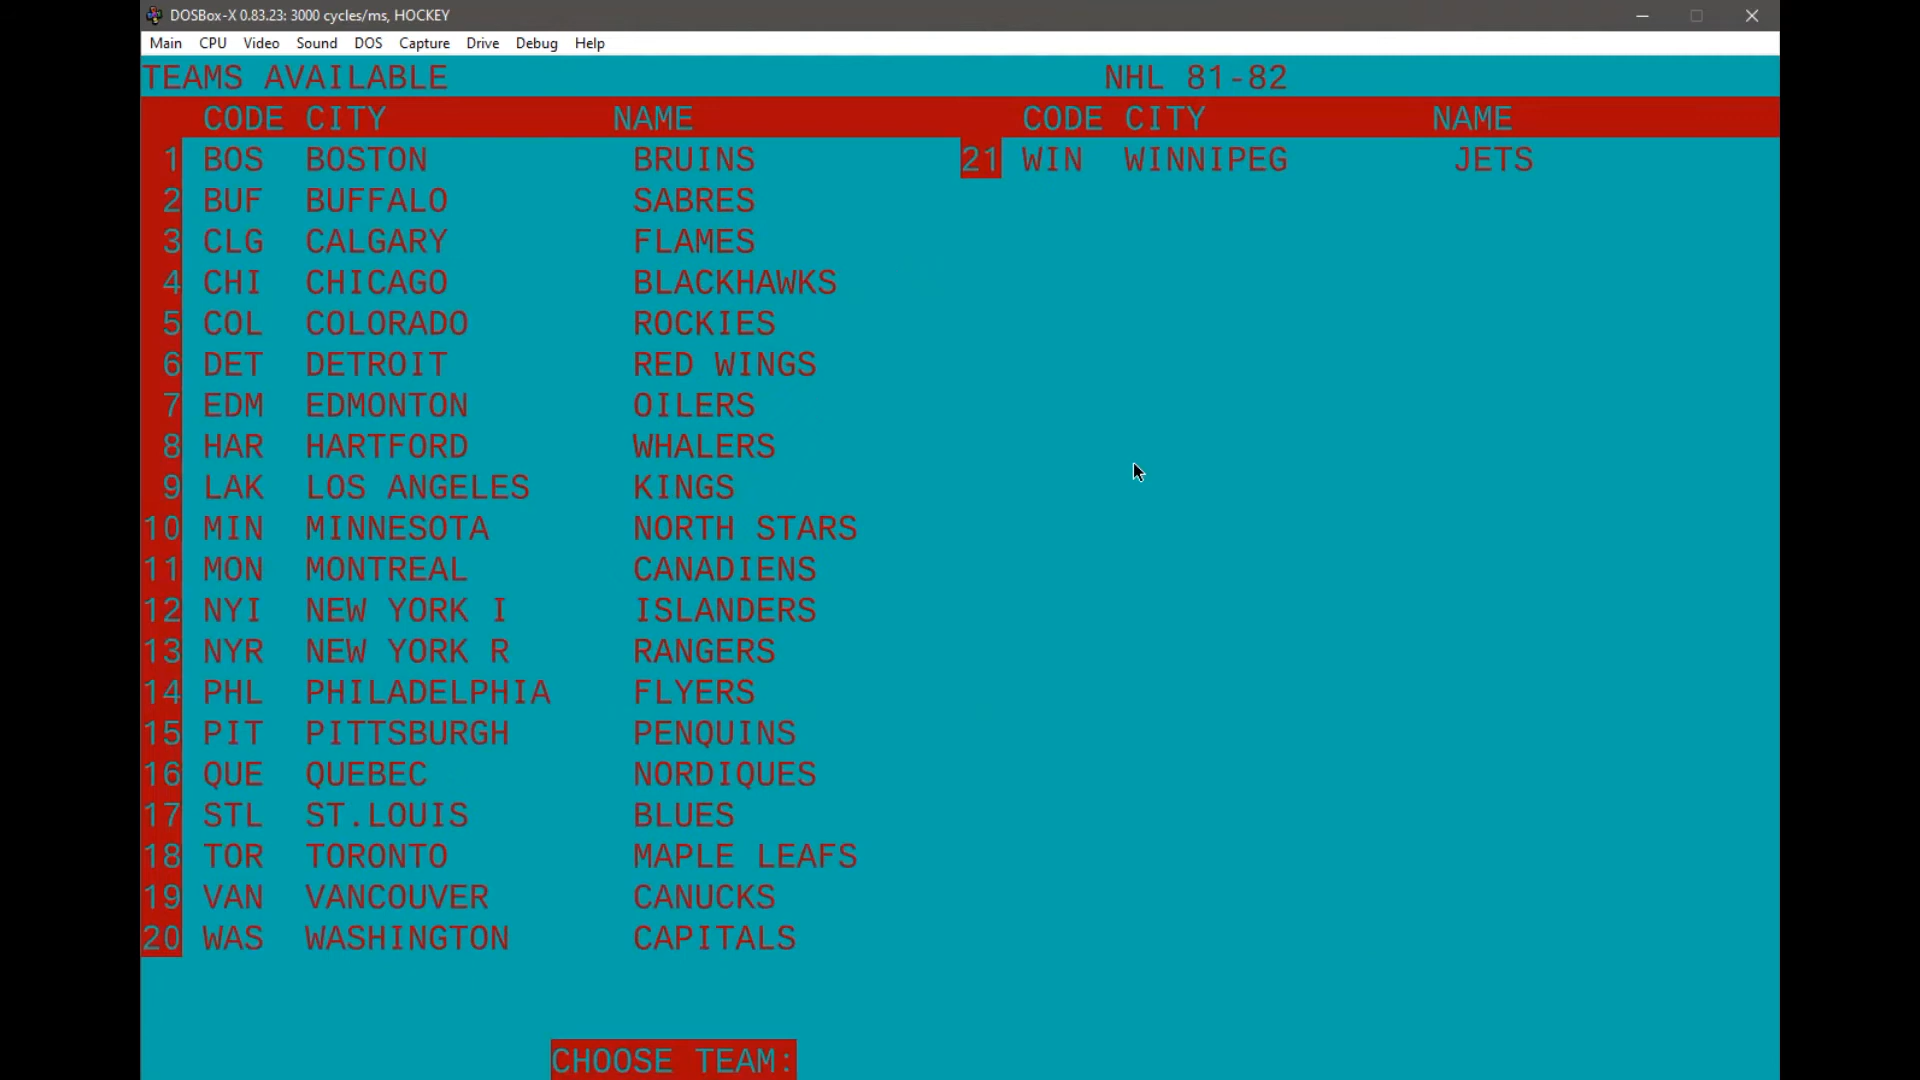 DOSBox-X 0.83.23: 3000 cycles/ms, HOCKEY
Main CPU Video Sound DOS Capture Drive Debug Help
TEAMS AVAILABLE NHL 81-82
CODE CITY NAME CODE CITY NAME
1 BOS BOSTON BRUINS 21 WIN WINNIPEG JETS
2 BUF BUFFALO SABRES
3 CLG CALGARY FLAMES
4 CHI CHICAGO BLACKHAWKS
5 COL COLORADO ROCKIES
6 DET DETROIT RED WINGS
7 EDM EDMONTON OILERS
8 HAR HARTFORD WHALERS
9 LAK LOS ANGELES KINGS
10 MIN MINNESOTA NORTH STARS
11 MON MONTREAL CANADIENS
12 NYI NEW YORK I ISLANDERS
13 NYR NEW YORK R RANGERS
14 PHL PHILADELPHIA FLYERS
15 PIT PITTSBURGH PENQUINS
16 QUE QUEBEC NORDIQUES
17 STL ST.LOUIS BLUES
18 TOR TORONTO MAPLE LEAFS
19 VAN VANCOUVER CANUCKS
20 WAS WASHINGTON CAPITALS
CHOOSE TEAM: